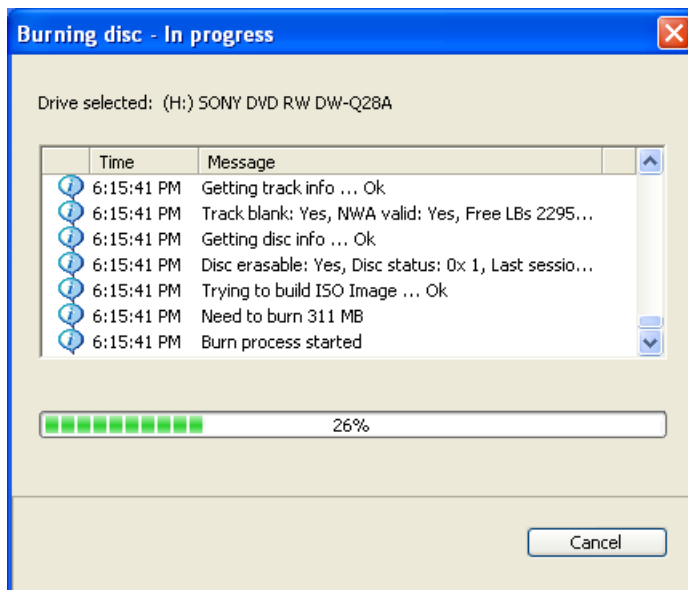 Burning disc - In progress
Drive selected: (H:) SONY DVD RW DW-Q28A
Time Message
6:15:41 PM Getting track info ... Ok
6:15:41 PM Track blank: Yes, NWA valid: Yes, Free LBs 2295...
6:15:41 PM Getting disc info ... Ok
6:15:41 PM Disc erasable: Yes, Disc status: 0x 1, Last sessio...
6:15:41 PM Trying to build ISO Image ... Ok
6:15:41 PM Need to burn 311 MB
6:15:41 PM Burn process started
26%
Cancel